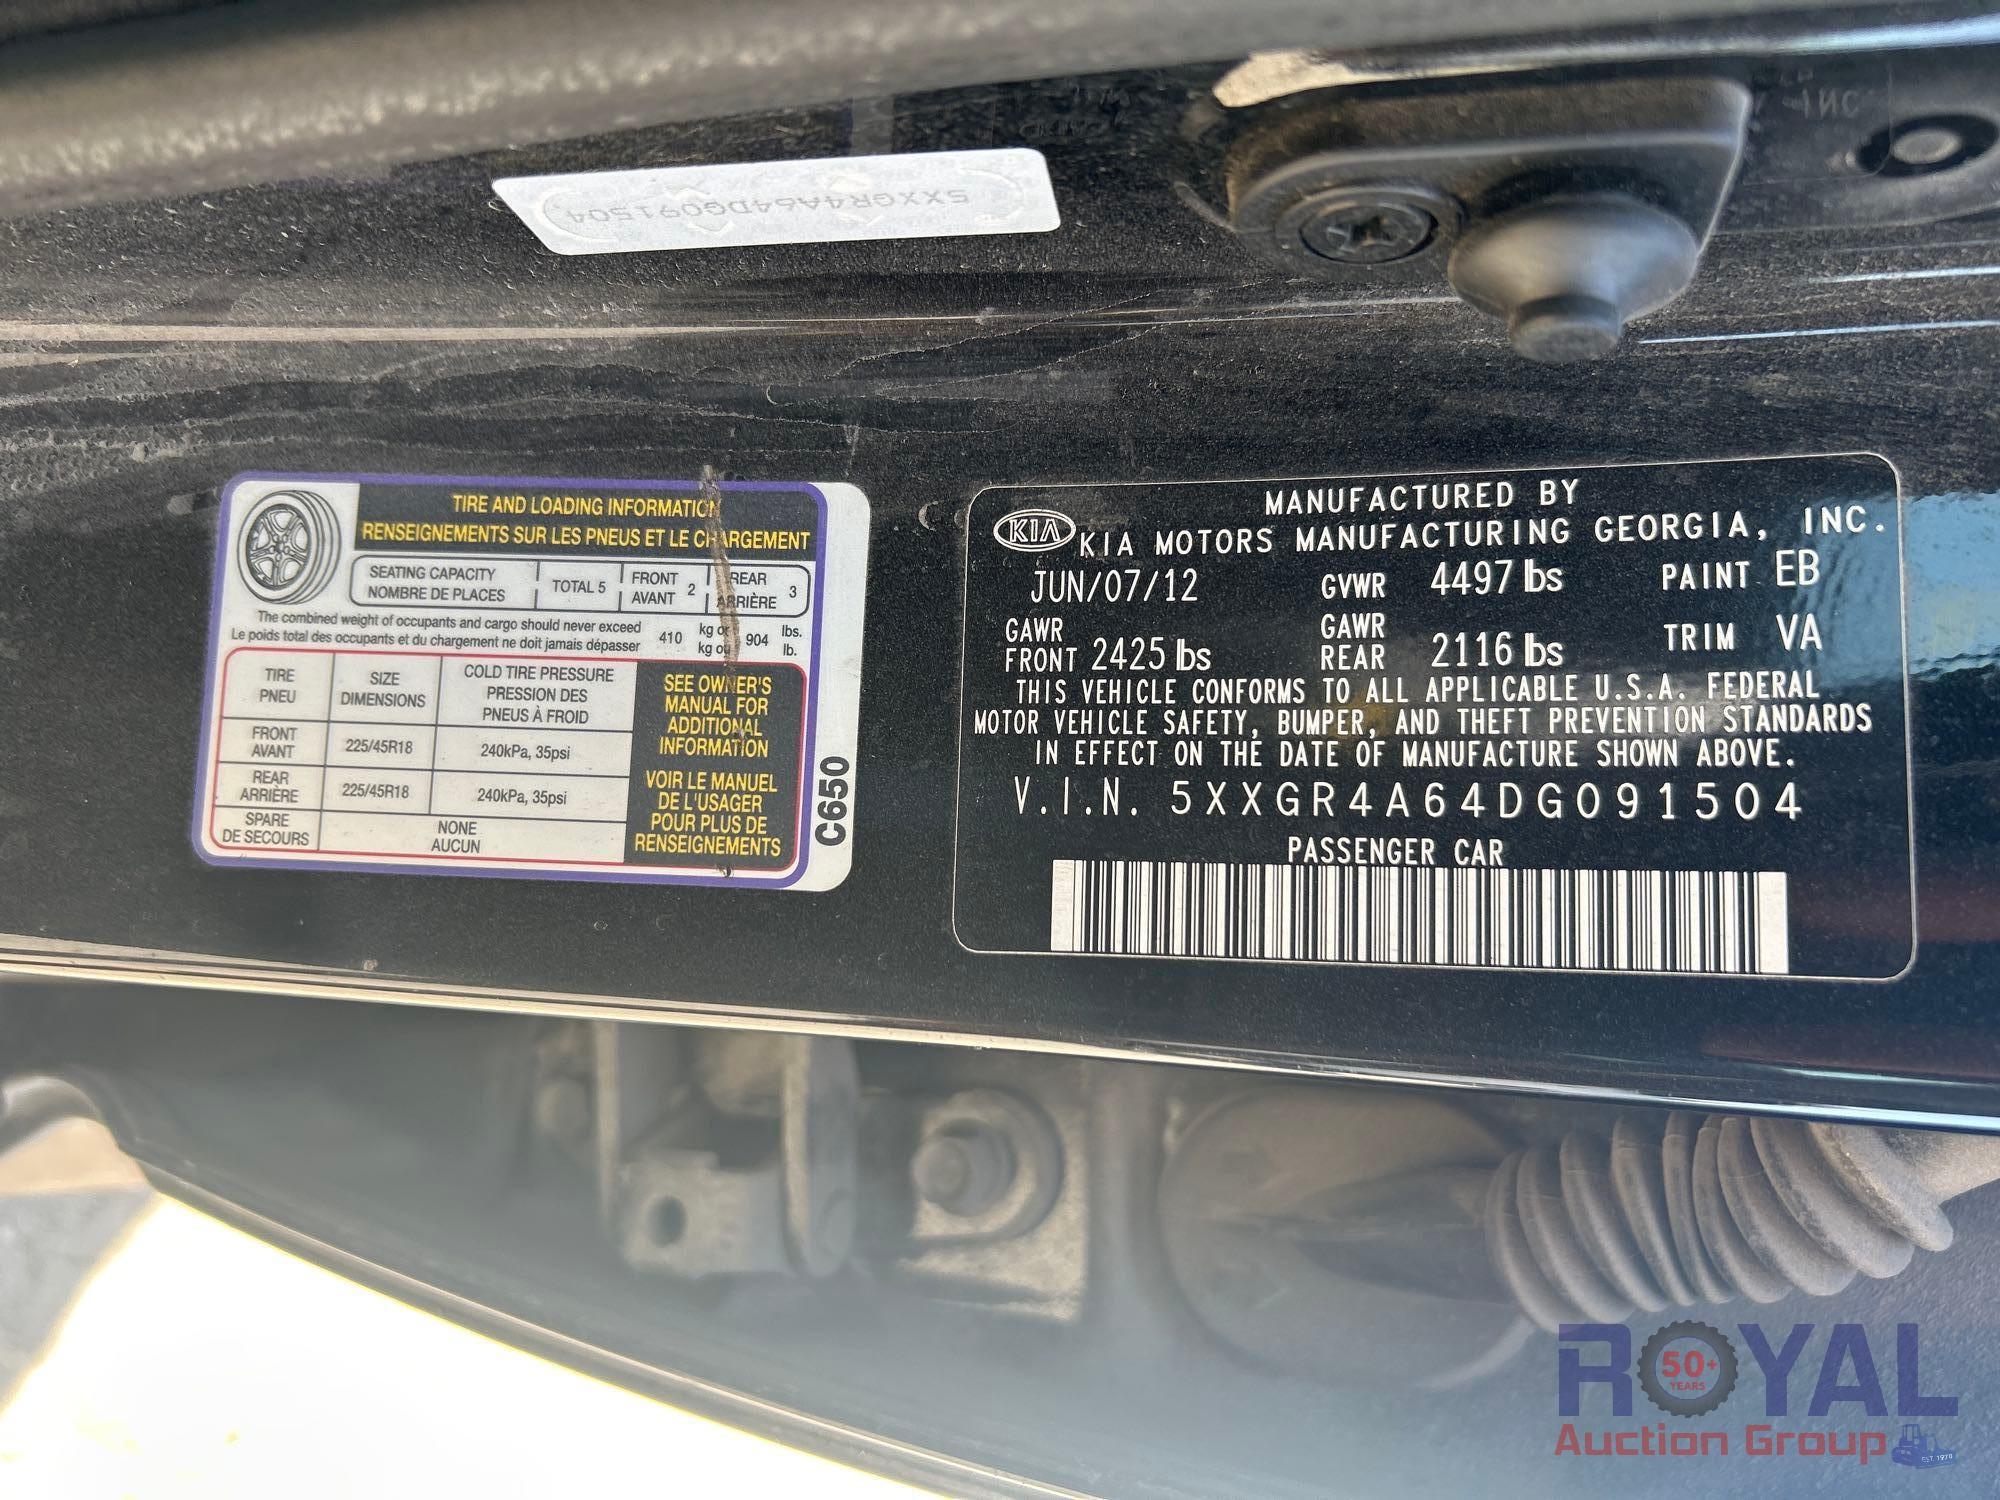 5XXGR4A64DG091504
TIRE AND LOADING INFORMATION
RENSEIGNEMENTS SUR LES PNEUS ET LE CHARGEMENT
SEATING CAPACITY
NOMBRE DE PLACES
TOTAL 5
FRONT
AVANT 2
REAR
ARRIÈRE 3
The combined weight of occupants and cargo should never exceed
Le poids total des occupants et du chargement ne doit jamais dépasser
410
kg or
kg ou
904
lbs.
lb.
TIRE
PNEU
SIZE
DIMENSIONS
COLD TIRE PRESSURE
PRESSION DES
PNEUS À FROID
FRONT
AVANT
225/45R18
240kPa, 35psi
REAR
ARRIÈRE
225/45R18
240kPa, 35psi
SPARE
DE SECOURS
NONE
AUCUN
SEE OWNER'S
MANUAL FOR
ADDITIONAL
INFORMATION
VOIR LE MANUEL
DE L'USAGER
POUR PLUS DE
RENSEIGNEMENTS
C650
MANUFACTURED BY
KIA KIA MOTORS MANUFACTURING GEORGIA, INC.
JUN/07/12 GVWR 4497 lbs PAINT EB
GAWR FRONT 2425 lbs GAWR REAR 2116 lbs TRIM VA
THIS VEHICLE CONFORMS TO ALL APPLICABLE U.S.A. FEDERAL
MOTOR VEHICLE SAFETY, BUMPER, AND THEFT PREVENTION STANDARDS
IN EFFECT ON THE DATE OF MANUFACTURE SHOWN ABOVE.
V.I.N. 5XXGR4A64DG091504
PASSENGER CAR
ROYAL
50+
YEARS
Auction Group
EST. 1970